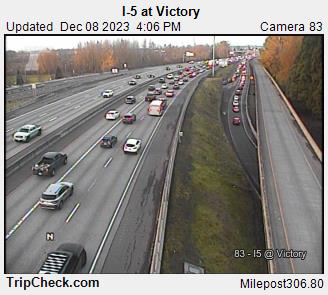 I-5 at Victory
Updated Dec 08 2023 4:06 PM Camera 83
N
83 - I5 @ Victory
TripCheck.com Milepost306.80